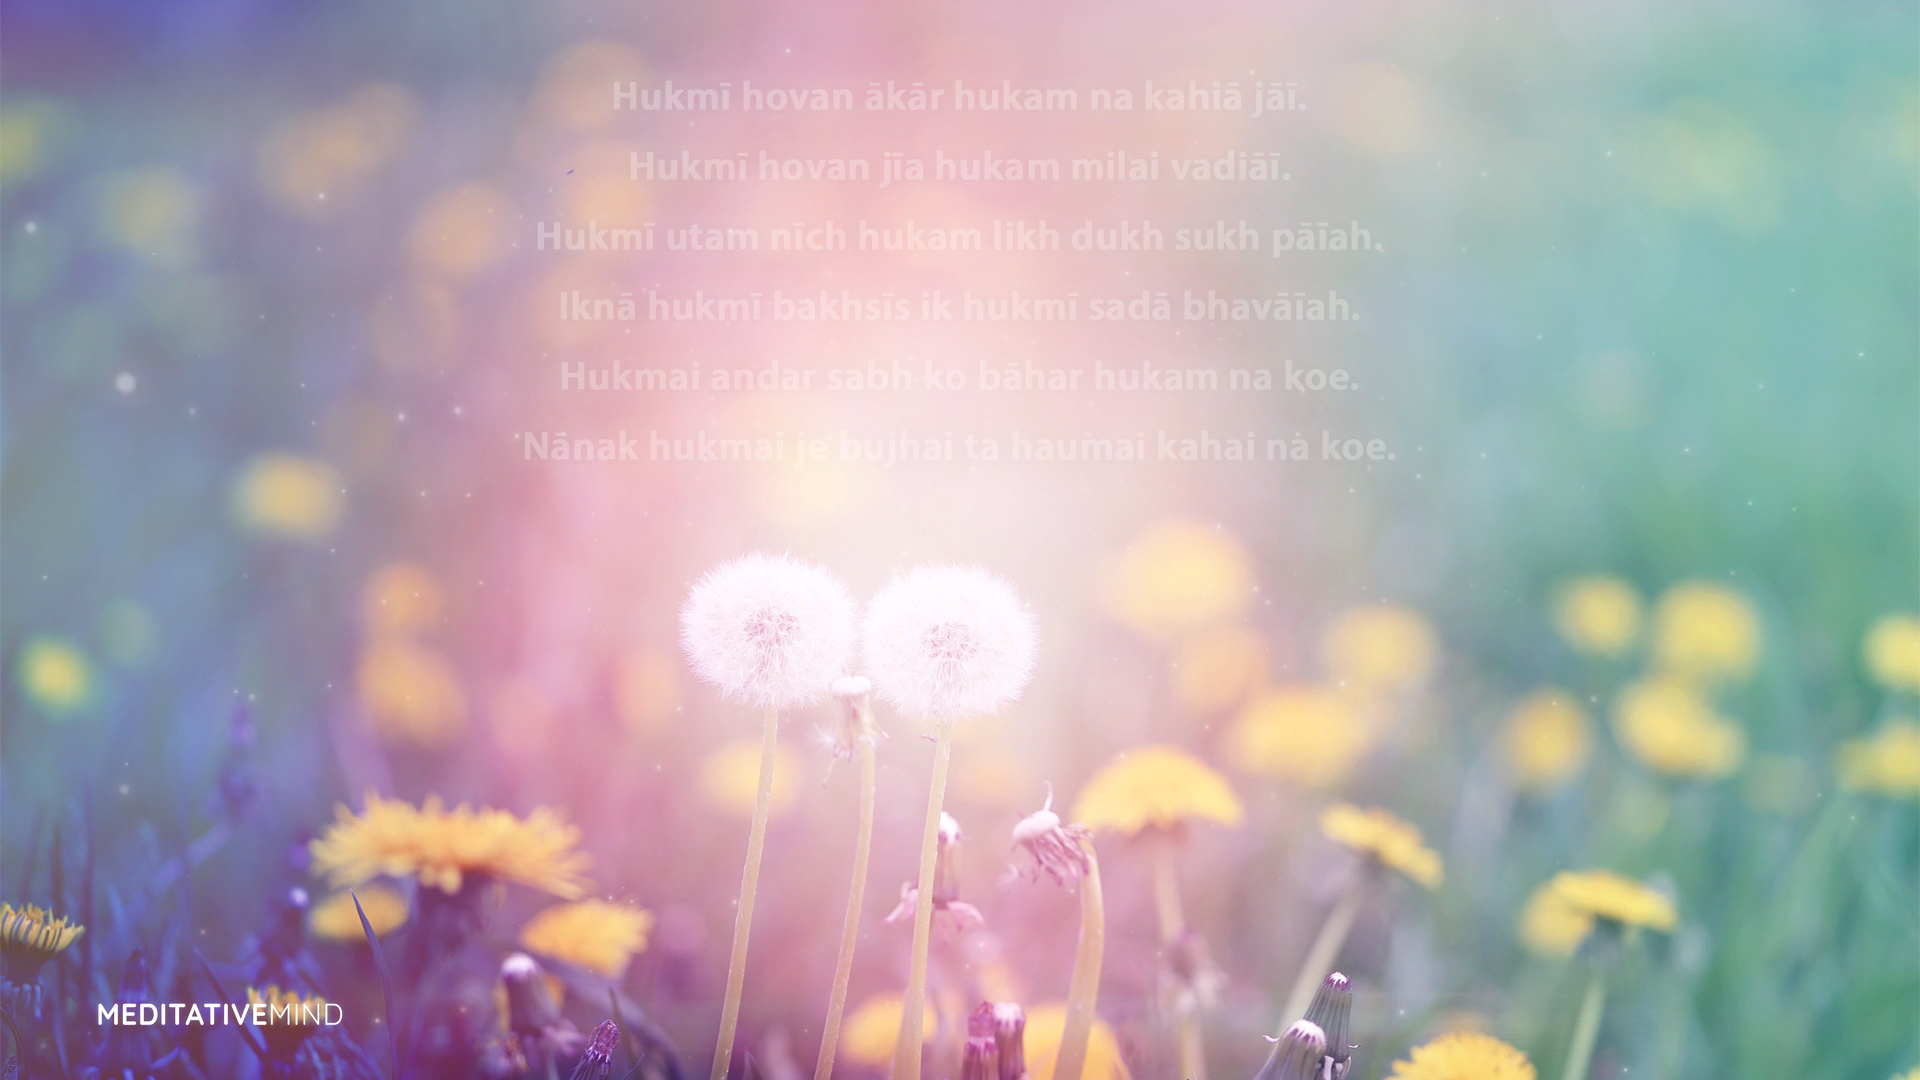 Hukmī hovan ākār hukam na kahiā jāī.
Hukmī hovan jīa hukam milai vadiāī.
Hukmī utam nīch hukam likh dukh sukh pāīah.
Iknā hukmī bakhsīs ik hukmī sadā bhavāīah.
Hukmai andar sabh ko bāhar hukam na koe.
Nānak hukmai je bujhai ta haumai kahai na koe.
MEDITATIVEMIND